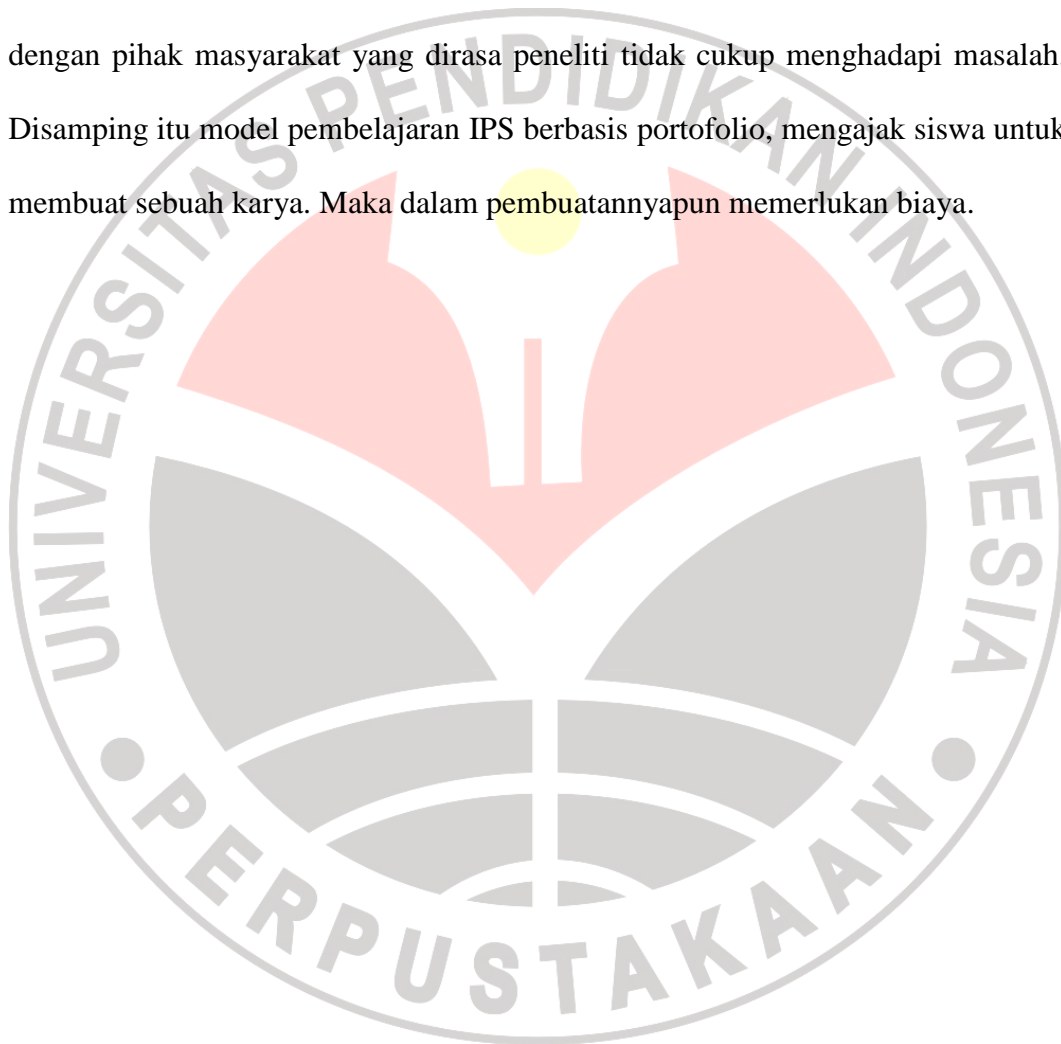 dengan pihak masyarakat yang dirasa peneliti tidak cukup menghadapi masalah.
Disamping itu model pembelajaran IPS berbasis portofolio, mengajak siswa untuk
membuat sebuah karya. Maka dalam pembuatannyapun memerlukan biaya.
UNIVERSITAS PENDIDIKAN INDONESIA
PERPUSTAKAAN